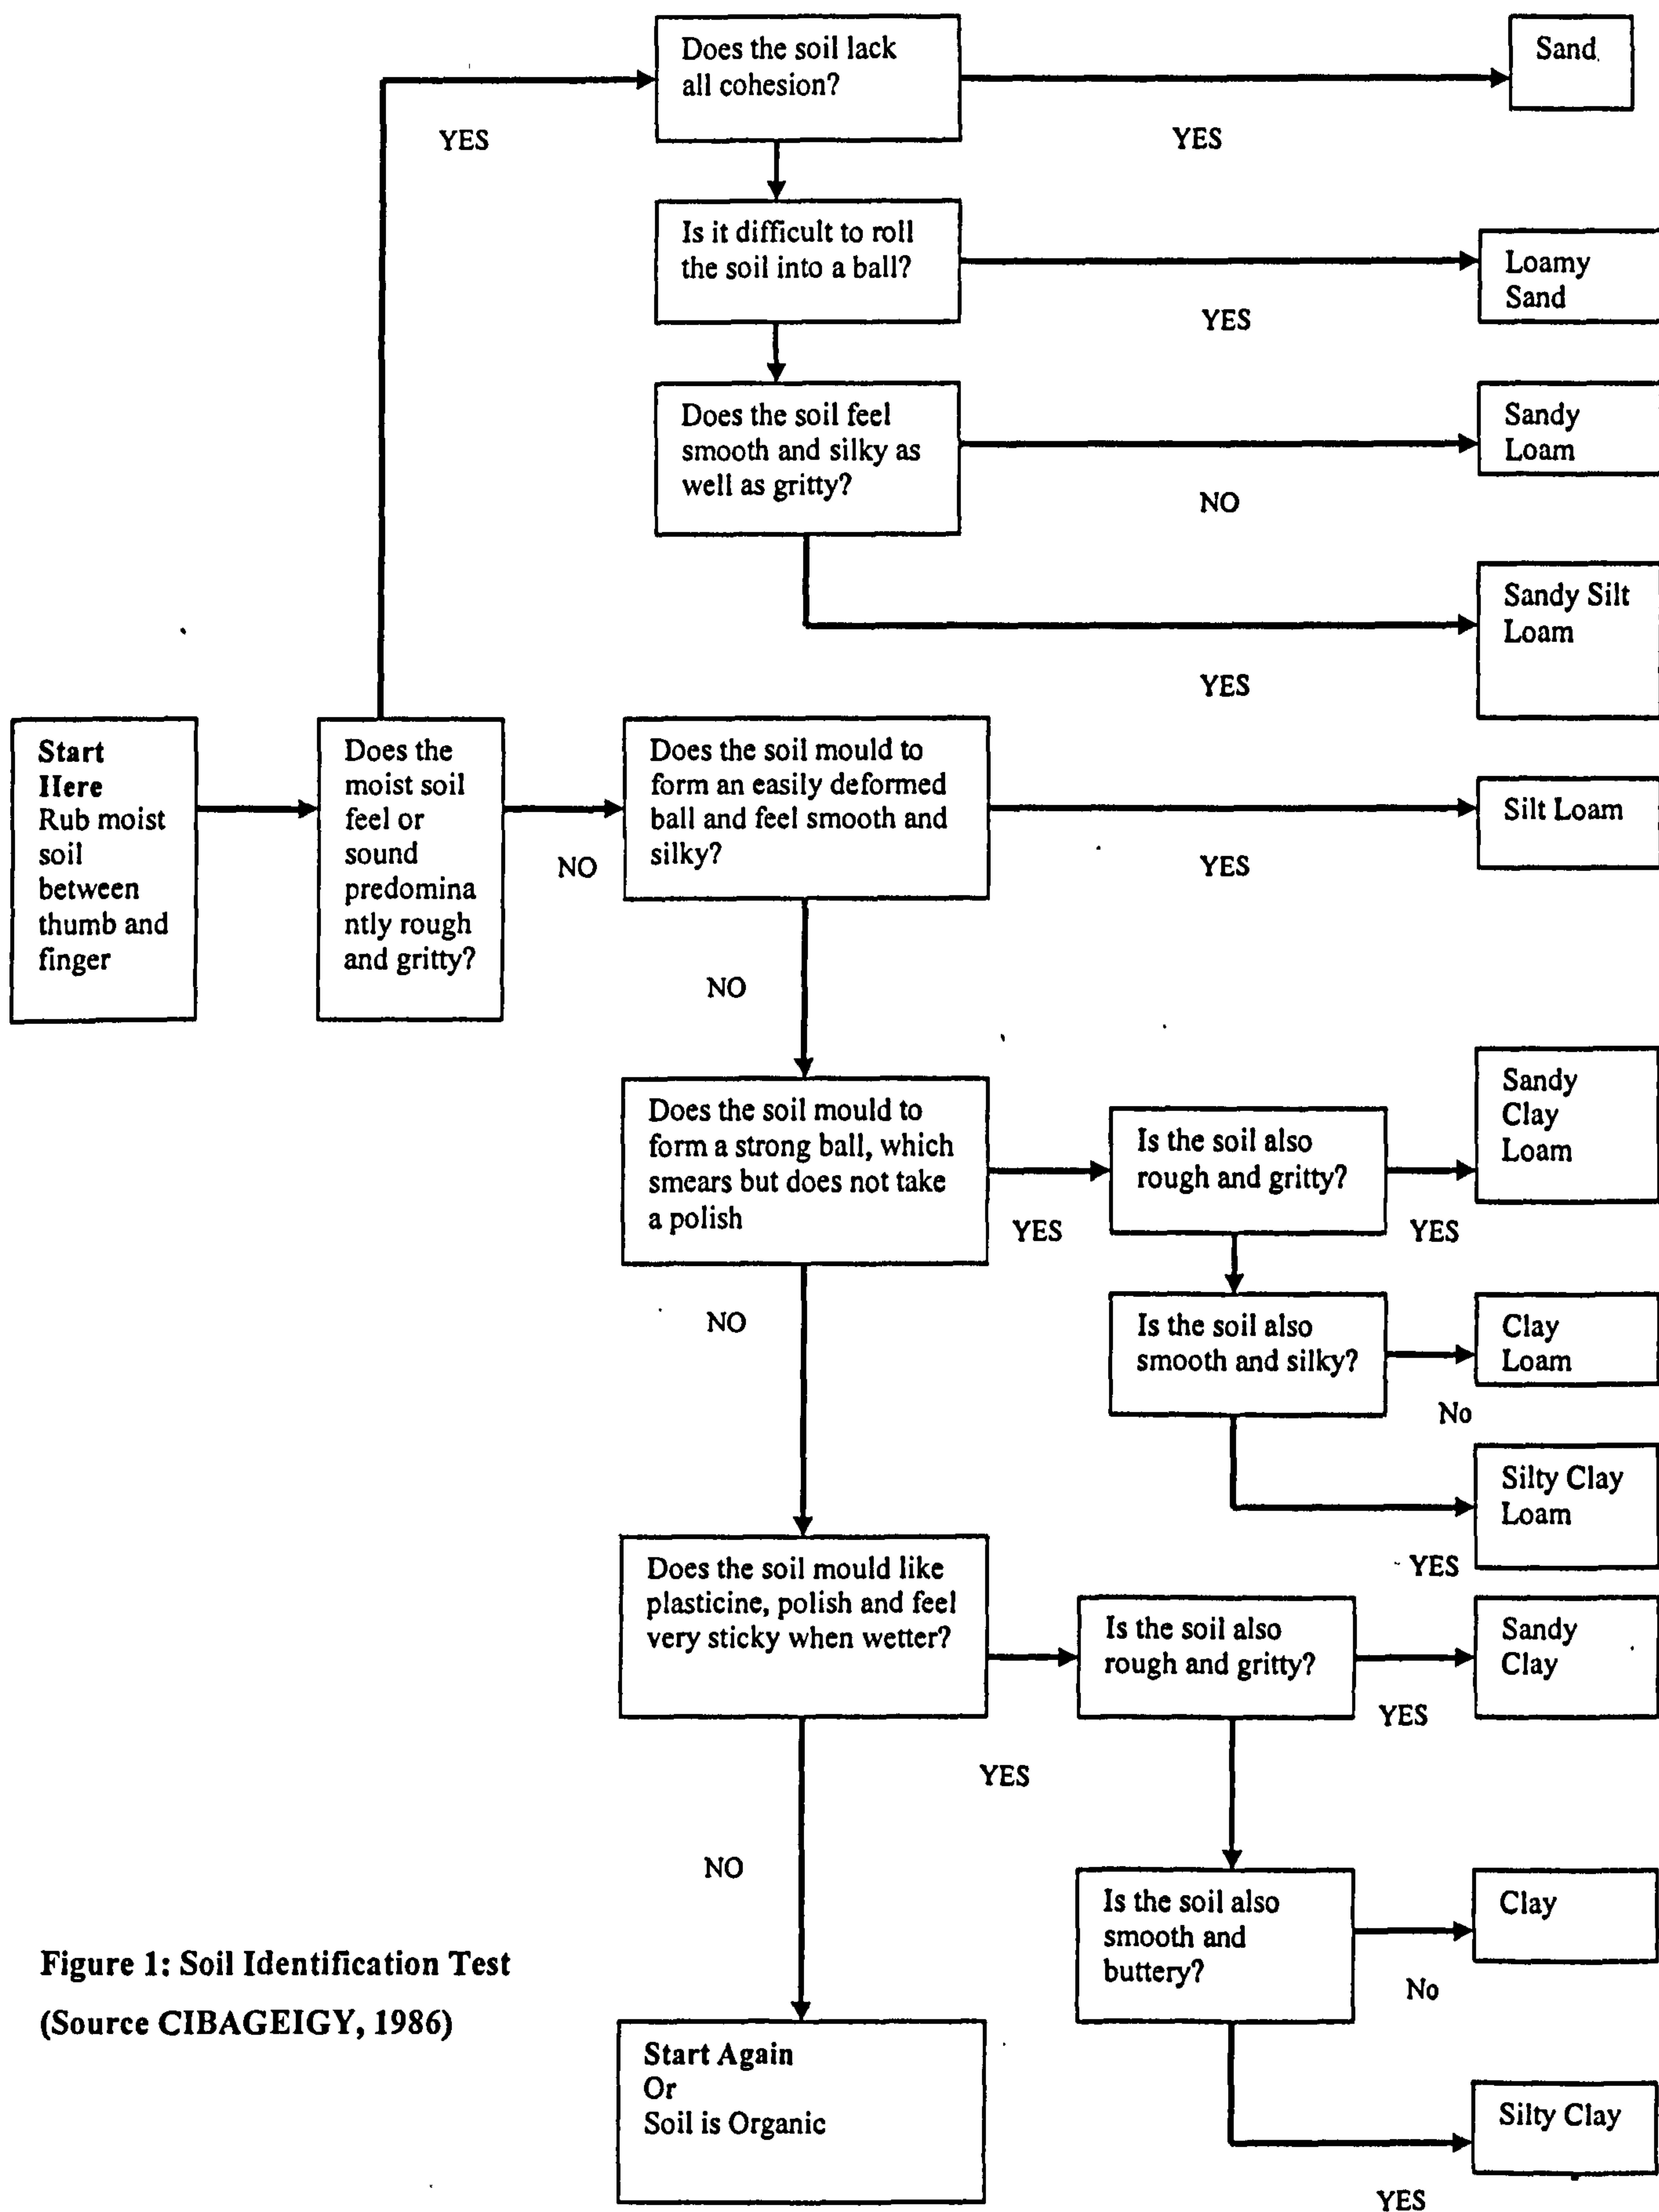 Does the soil lack
all cohesion?
Sand
YES
YES
Is it difficult to roll
the soil into a ball?
Loamy
Sand
YES
Does the soil feel
smooth and silky as
well as gritty?
Sandy
Loam
NO
Sandy Silt
Loam
YES
Start
Here
Rub moist
soil
between
thumb and
finger
Does the
moist soil
feel or
sound
predomina
ntly rough
and gritty?
NO
Does the soil mould to
form an easily deformed
ball and feel smooth and
silky?
Silt Loam
YES
NO
Does the soil mould to
form a strong ball, which
smears but does not take
a polish
YES
Is the soil also
rough and gritty?
Sandy
Clay
Loam
YES
NO
Is the soil also
smooth and silky?
Clay
Loam
No
Silty Clay
Loam
YES
Does the soil mould like
plasticine, polish and feel
very sticky when wetter?
YES
Is the soil also
rough and gritty?
Sandy
Clay
YES
NO
Is the soil also
smooth and
buttery?
Clay
No
Silty Clay
YES
Start Again
Or
Soil is Organic
Figure 1: Soil Identification Test
(Source CIBAGEIGY, 1986)